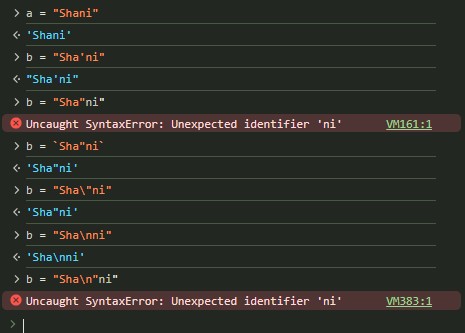 > a = "Shani"
<· 'Shani'
> b = "Sha'ni"
<· "Sha'ni"
> b = "Sha"ni"
Uncaught SyntaxError: Unexpected identifier 'ni' VM161:1
> b = `Sha"ni`
<· 'Sha"ni'
> b = "Sha\"ni"
<· 'Sha"ni'
> b = "Sha\nni"
<· 'Sha\nni'
> b = "Sha\n"ni"
Uncaught SyntaxError: Unexpected identifier 'ni' VM383:1
>